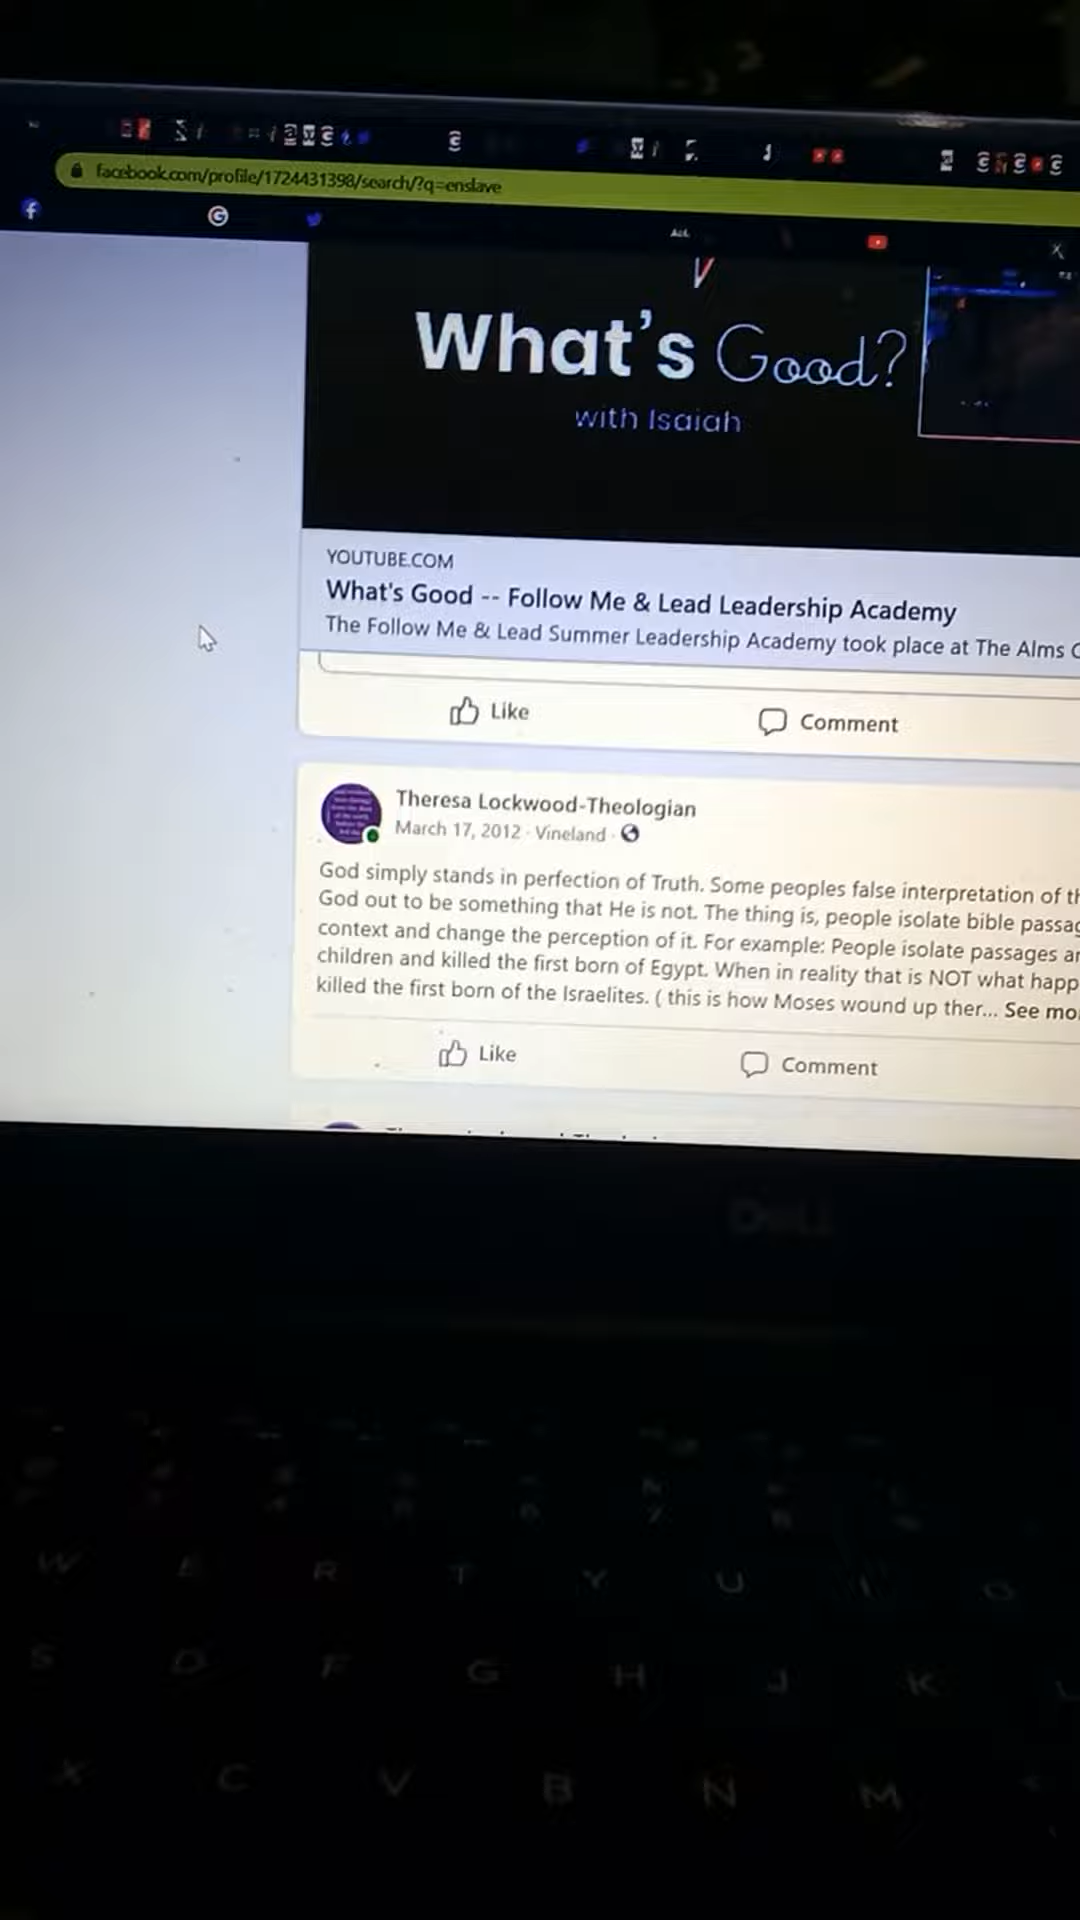 facebook.com/profile/1724431398/search/?q=enslave
What's Good?
with Isaiah
YOUTUBE.COM
What's Good -- Follow Me & Lead Leadership Academy
The Follow Me & Lead Summer Leadership Academy took place at The Alms
Like
Comment
Theresa Lockwood-Theologian
March 17, 2012 · Vineland ·
God simply stands in perfection of Truth. Some peoples false interpretation of
God out to be something that He is not. The thing is, people isolate bible
context and change the perception of it. For example: People isolate passages
children and killed the first born of Egypt. When in reality that is NOT what
killed the first born of the Israelites. ( this is how Moses wound up ther... See
Like
Comment
DELL
W E R T Y U I O
S D F G H J K L
X C V B N M